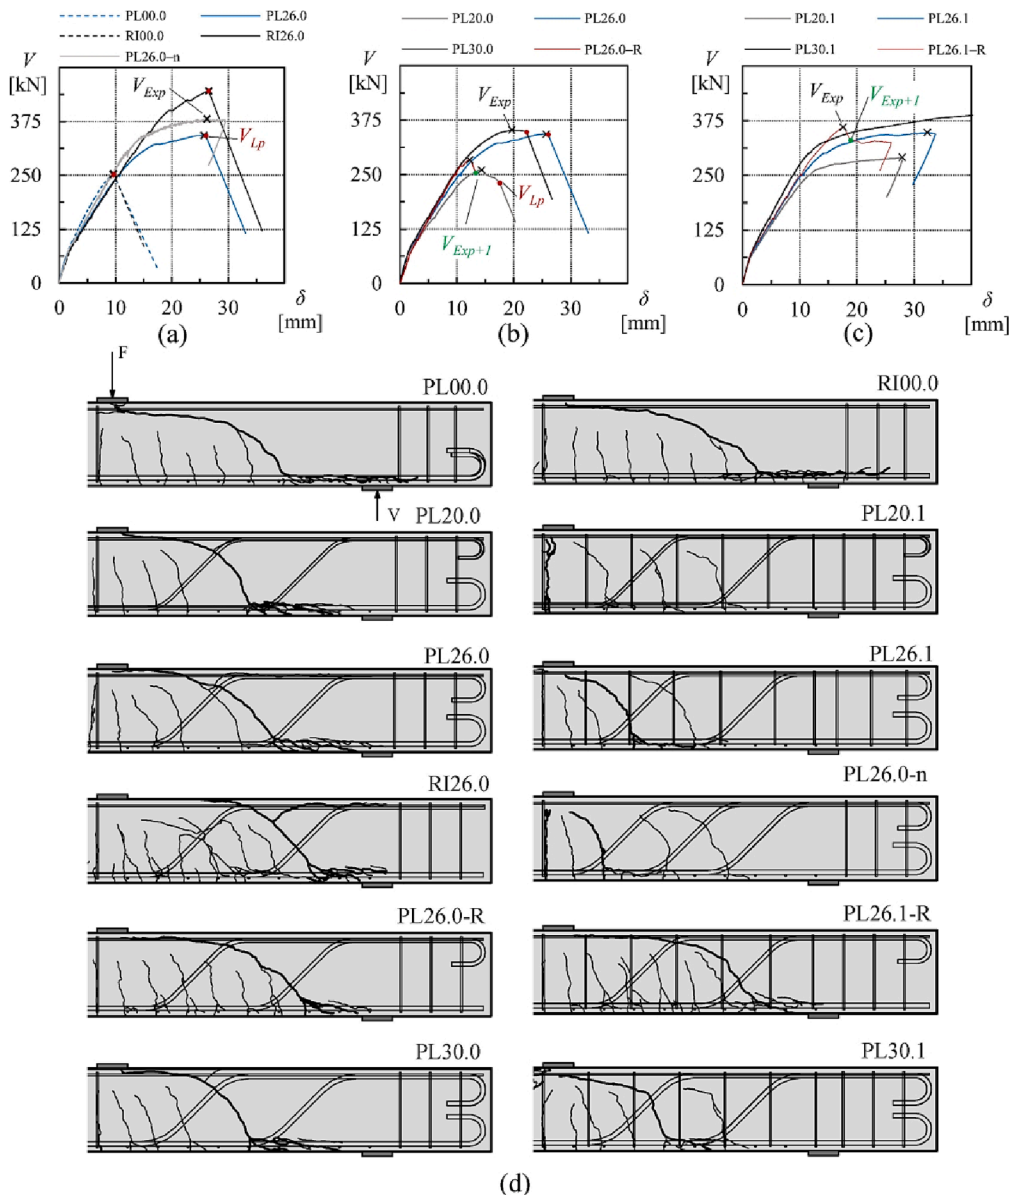 PL00.0 PL26.0
RI00.0 RI26.0
PL26.0–n
V
[kN]
375
250
125
0
V_Exp
V_Lp
0 10 20 30 δ
[mm]
(a)
PL20.0 PL26.0
PL30.0 PL26.0–R
V
[kN]
375
250
125
0
V_Exp
V_Lp
V_Exp+1
0 10 20 30 δ
[mm]
(b)
PL20.1 PL26.1
PL30.1 PL26.1–R
V
[kN]
375
250
125
0
V_Exp V_Exp+1
0 10 20 30 δ
[mm]
(c)
F
PL00.0 RI00.0
V
PL20.0 PL20.1
PL26.0 PL26.1
RI26.0 PL26.0-n
PL26.0-R PL26.1-R
PL30.0 PL30.1
(d)